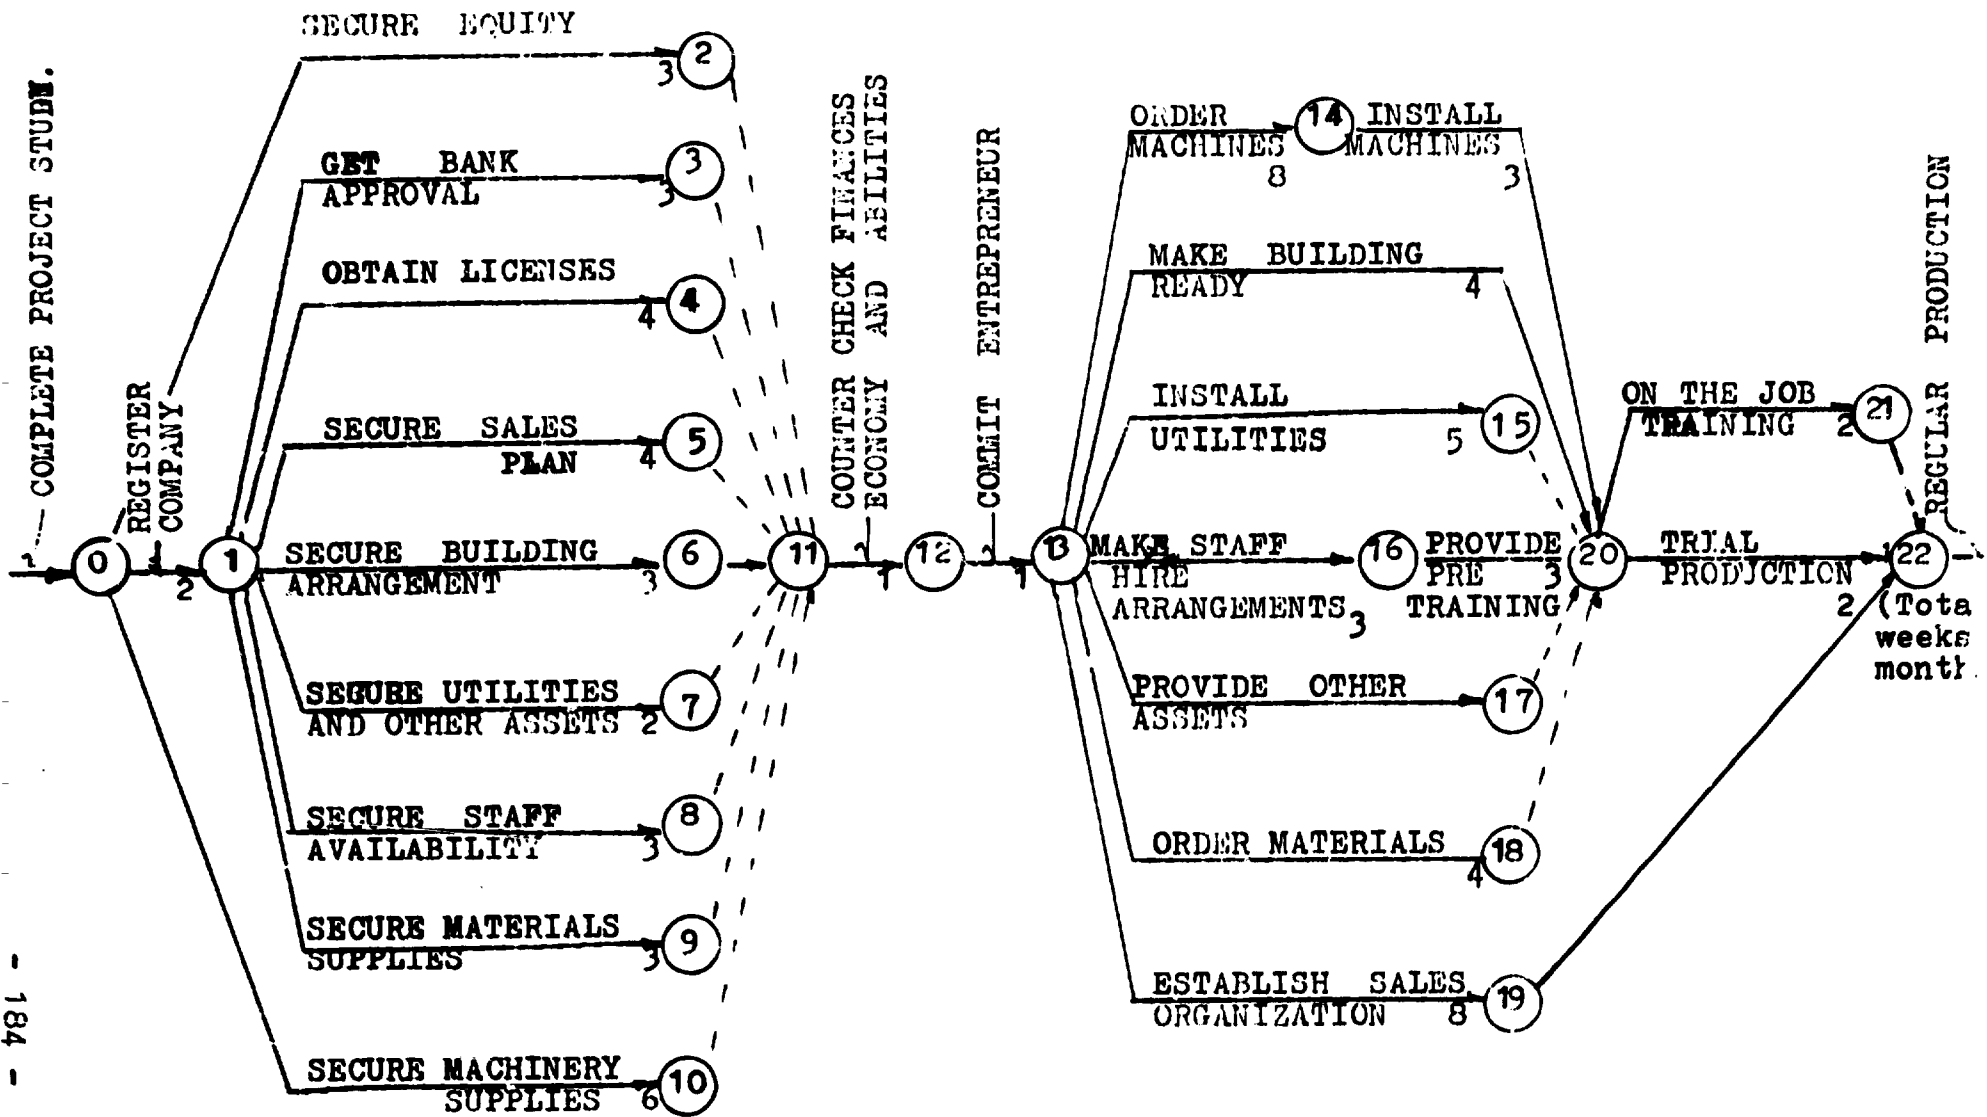 COMPLETE PROJECT STUDY.
REGISTER
COMPANY
0
2
1
SECURE EQUITY
3
2
GET BANK
APPROVAL
3
3
OBTAIN LICENSES
4
4
SECURE SALES
PLAN
4
5
SECURE BUILDING
ARRANGEMENT
3
6
SECURE UTILITIES
AND OTHER ASSETS
2
7
SECURE STAFF
AVAILABILITY
3
8
SECURE MATERIALS
SUPPLIES
3
9
SECURE MACHINERY
SUPPLIES
6
10
11
COUNTER CHECK FINANCES
ECONOMY AND ABILITIES
1
12
COMMIT ENTREPRENEUR
1
13
ORDER
MACHINES
8
14
INSTALL
MACHINES
3
MAKE BUILDING
READY
4
INSTALL
UTILITIES
5
15
MAKE STAFF
HIRE
ARRANGEMENTS
3
16
PROVIDE
PRE
TRAINING
3
PROVIDE OTHER
ASSETS
17
ORDER MATERIALS
4
18
ESTABLISH SALES
ORGANIZATION
8
19
20
ON THE JOB
TRAINING
2
21
TRIAL
PRODUCTION
2
22
REGULAR PRODUCTION
(Tota
weeks
month
- 184 -